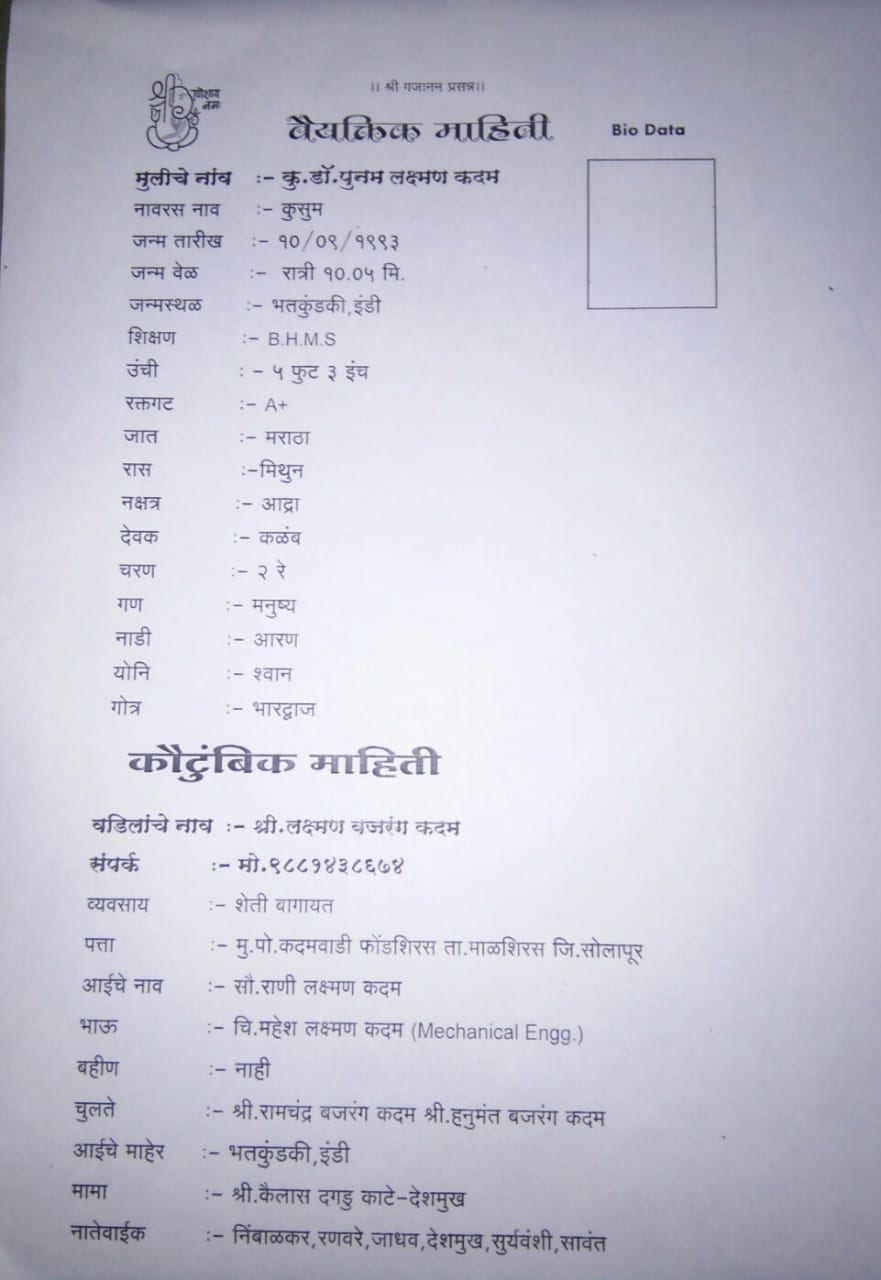 श्री गणेशाय नमः
।। श्री गजानन प्रसन्न।।
वैयक्तिक माहिती
Bio Data
मुलीचे नांव :- कु.डॉ.पुनम लक्ष्मण कदम
नावरस नाव :- कुसुम
जन्म तारीख :- १०/०९/१९९३
जन्म वेळ :- रात्री १०.०५ मि.
जन्मस्थळ :- भतकुंडकी,इंडी
शिक्षण :- B.H.M.S
उंची : - ५ फुट ३ इंच
रक्तगट :- A+
जात :- मराठा
रास :-मिथुन
नक्षत्र :- आद्रा
देवक :- कळंब
चरण :- २ रे
गण :- मनुष्य
नाडी :- आरण
योनि :- श्वान
गोत्र :- भारद्वाज
कौटुंबिक माहिती
वडिलांचे नाव :- श्री.लक्ष्मण बजरंग कदम
संपर्क :- मो.९८८१४३८६७४
व्यवसाय :- शेती बागायत
पत्ता :- मु.पो.कदमवाडी फोंडशिरस ता.माळशिरस जि.सोलापूर
आईचे नाव :- सौ.राणी लक्ष्मण कदम
भाऊ :- चि.महेश लक्ष्मण कदम (Mechanical Engg.)
बहीण :- नाही
चुलते :- श्री.रामचंद्र बजरंग कदम श्री.हनुमंत बजरंग कदम
आईचे माहेर :- भतकुंडकी,इंडी
मामा :- श्री.कैलास दगडु काटे-देशमुख
नातेवाईक :- निंबाळकर,रणवरे,जाधव,देशमुख,सुर्यवंशी,सावंत